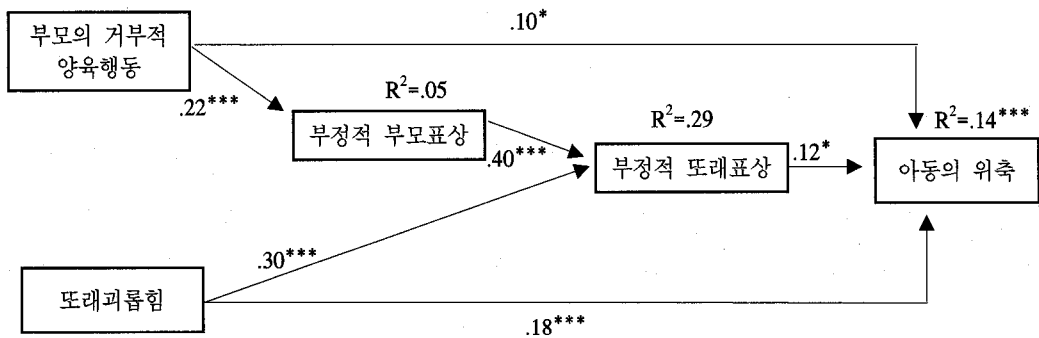 부모의 거부적
양육행동
.10*
.22***
R²=.05
부정적 부모표상
.40***
R²=.29
부정적 또래표상
.12*
R²=.14***
아동의 위축
.30***
또래괴롭힘
.18***